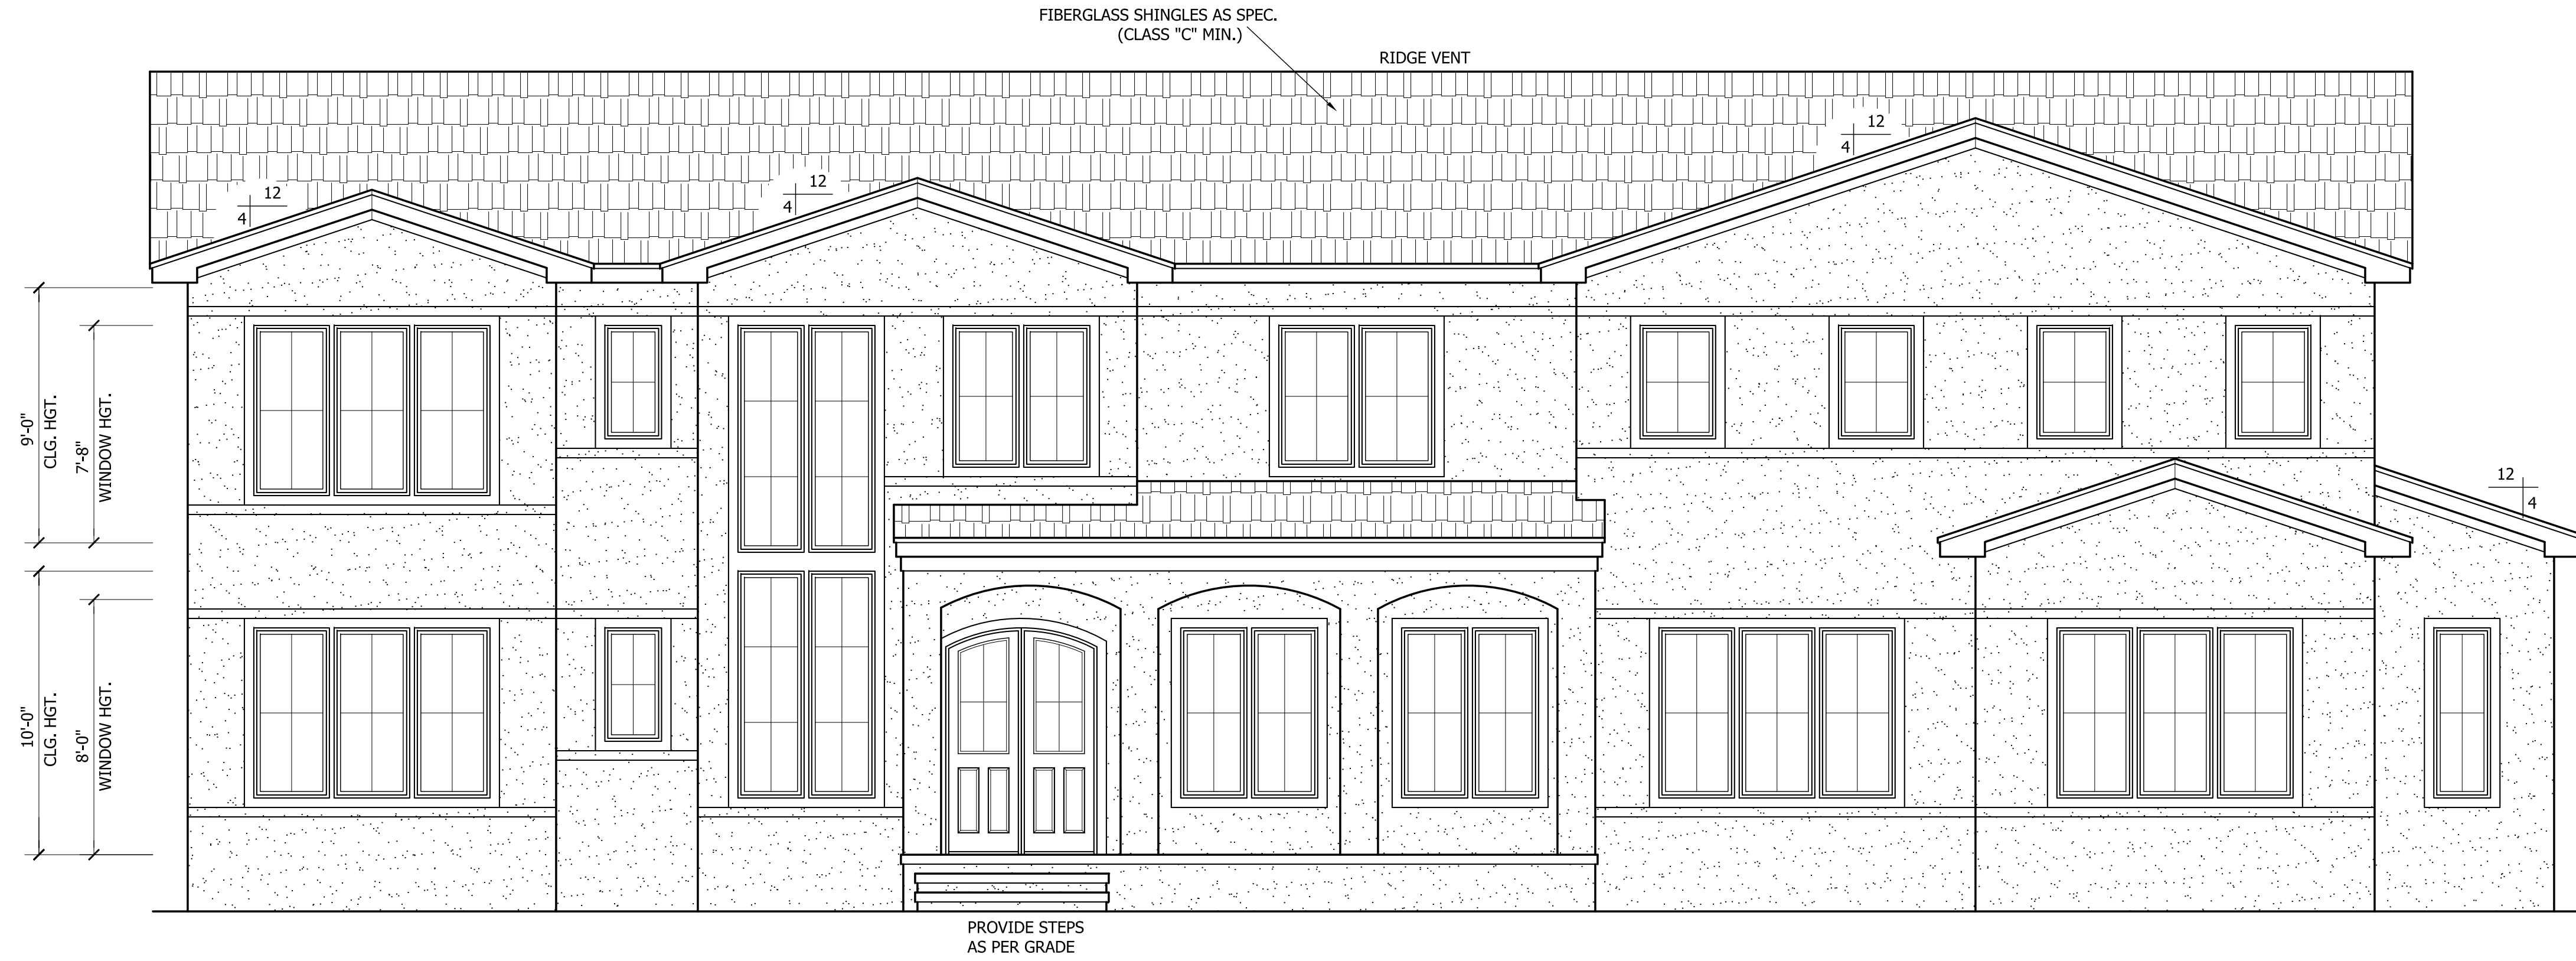 FIBERGLASS SHINGLES AS SPEC.
(CLASS "C" MIN.)
RIDGE VENT
12
4
12
4
12
4
12
4
9'-0"
CLG. HGT.
7'-8"
WINDOW HGT.
10'-0"
CLG. HGT.
8'-0"
WINDOW HGT.
PROVIDE STEPS
AS PER GRADE